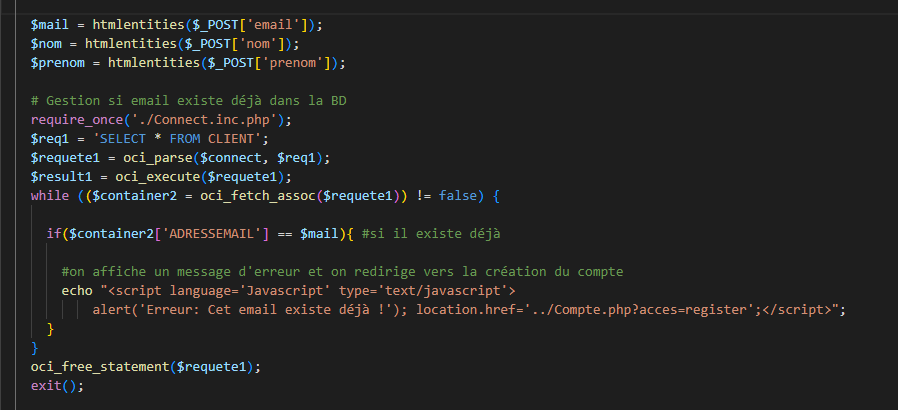 $mail = htmlentities($_POST['email']);
$nom = htmlentities($_POST['nom']);
$prenom = htmlentities($_POST['prenom']);
# Gestion si email existe déjà dans la BD
require_once('./Connect.inc.php');
$req1 = 'SELECT * FROM CLIENT';
$requete1 = oci_parse($connect, $req1);
$result1 = oci_execute($requete1);
while (($container2 = oci_fetch_assoc($requete1)) != false) {
if($container2['ADRESSEMAIL'] == $mail){ #si il existe déjà
#on affiche un message d'erreur et on redirige vers la création du compte
echo "<script language='Javascript' type='text/javascript'>
alert('Erreur: Cet email existe déjà !'); location.href='../Compte.php?acces=register';</script>";
}
}
oci_free_statement($requete1);
exit();